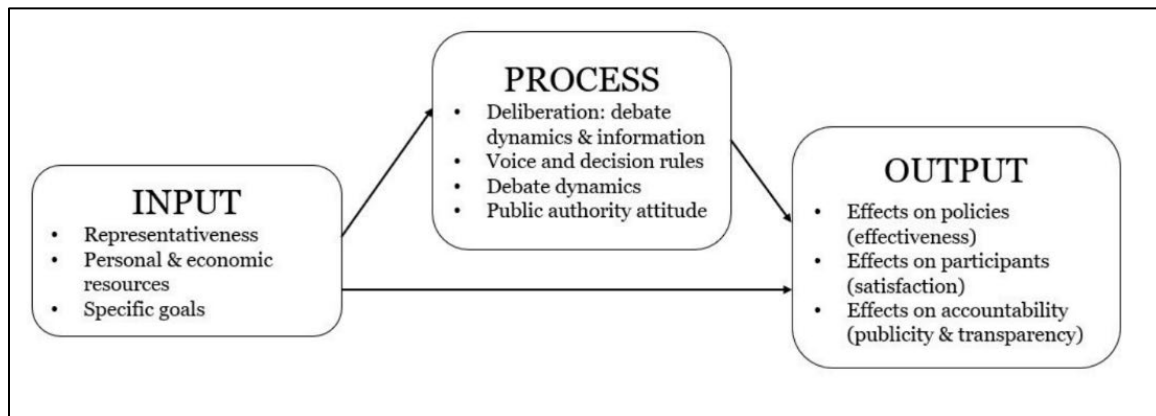 INPUT
• Representativeness
• Personal & economic
resources
• Specific goals
PROCESS
• Deliberation: debate
dynamics & information
• Voice and decision rules
• Debate dynamics
• Public authority attitude
OUTPUT
• Effects on policies
(effectiveness)
• Effects on participants
(satisfaction)
• Effects on accountability
(publicity & transparency)